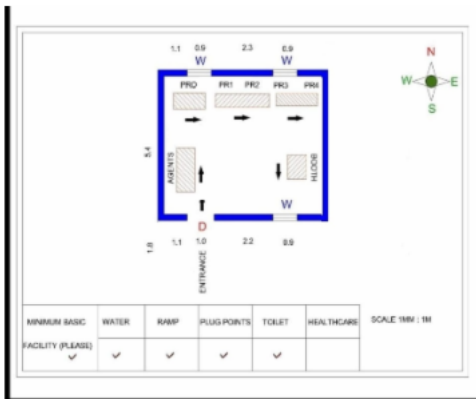 1.1 0.9 2.3 0.9
W W
N
W E
S
PRO PR1 PR2 PR3 PR4
5.4
AGENTS
BOOTH
W
D
1.8
1.1 1.0 2.2 0.9
ENTRANCE
MINIMUM BASIC WATER RAMP PLUG POINTS TOILET HEALTHCARE SCALE 1MM : 1M
FACILITY (PLEASE) ✓ ✓ ✓ ✓ ✓